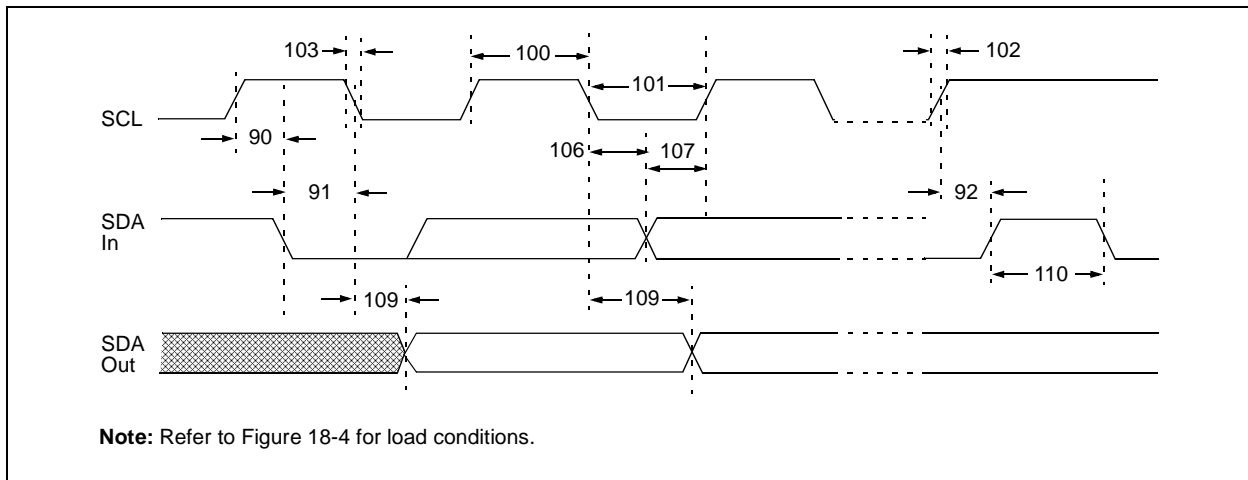 103
100
102
101
SCL
90
106
107
91
92
SDA
In
110
109
109
SDA
Out
Note: Refer to Figure 18-4 for load conditions.